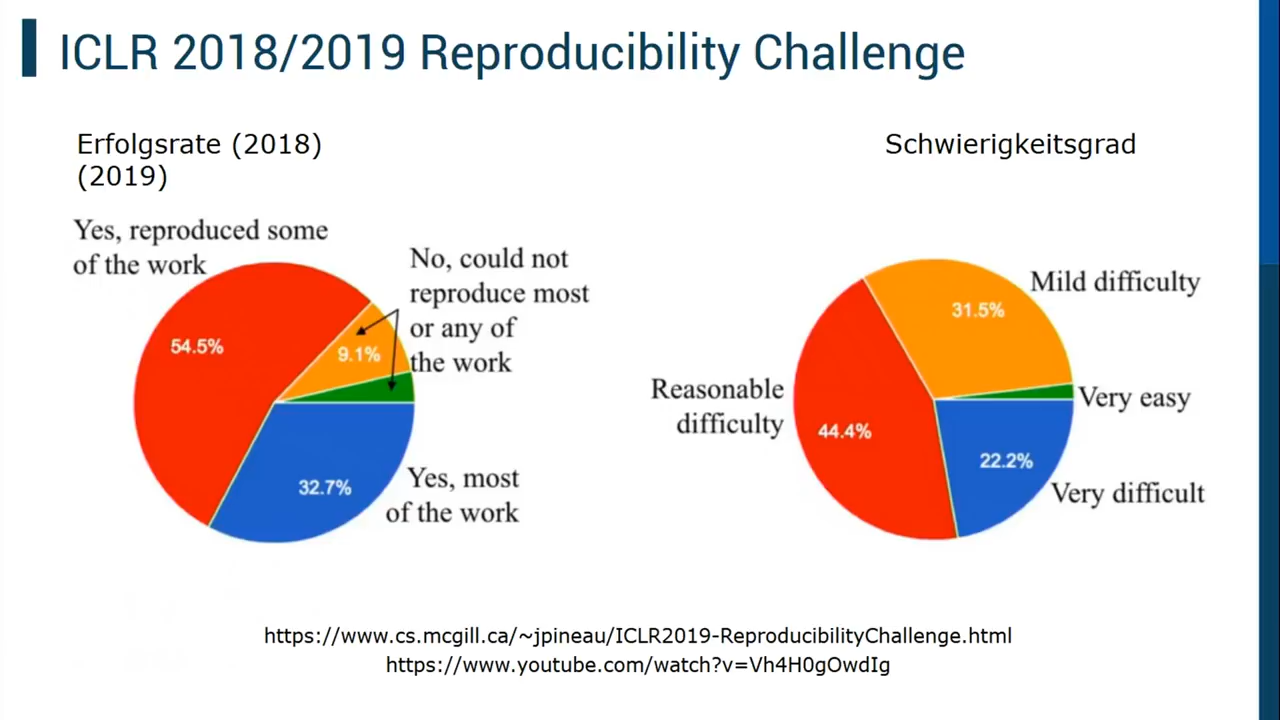 ICLR 2018/2019 Reproducibility Challenge
Erfolgsrate (2018)
(2019)
Schwierigkeitsgrad
Yes, reproduced some
of the work
No, could not
reproduce most
or any of
the work
54.5%
9.1%
32.7%
Yes, most
of the work
Mild difficulty
31.5%
Reasonable
difficulty
Very easy
44.4%
22.2%
Very difficult
https://www.cs.mcgill.ca/~jpineau/ICLR2019-ReproducibilityChallenge.html
https://www.youtube.com/watch?v=Vh4H0gOwdIg